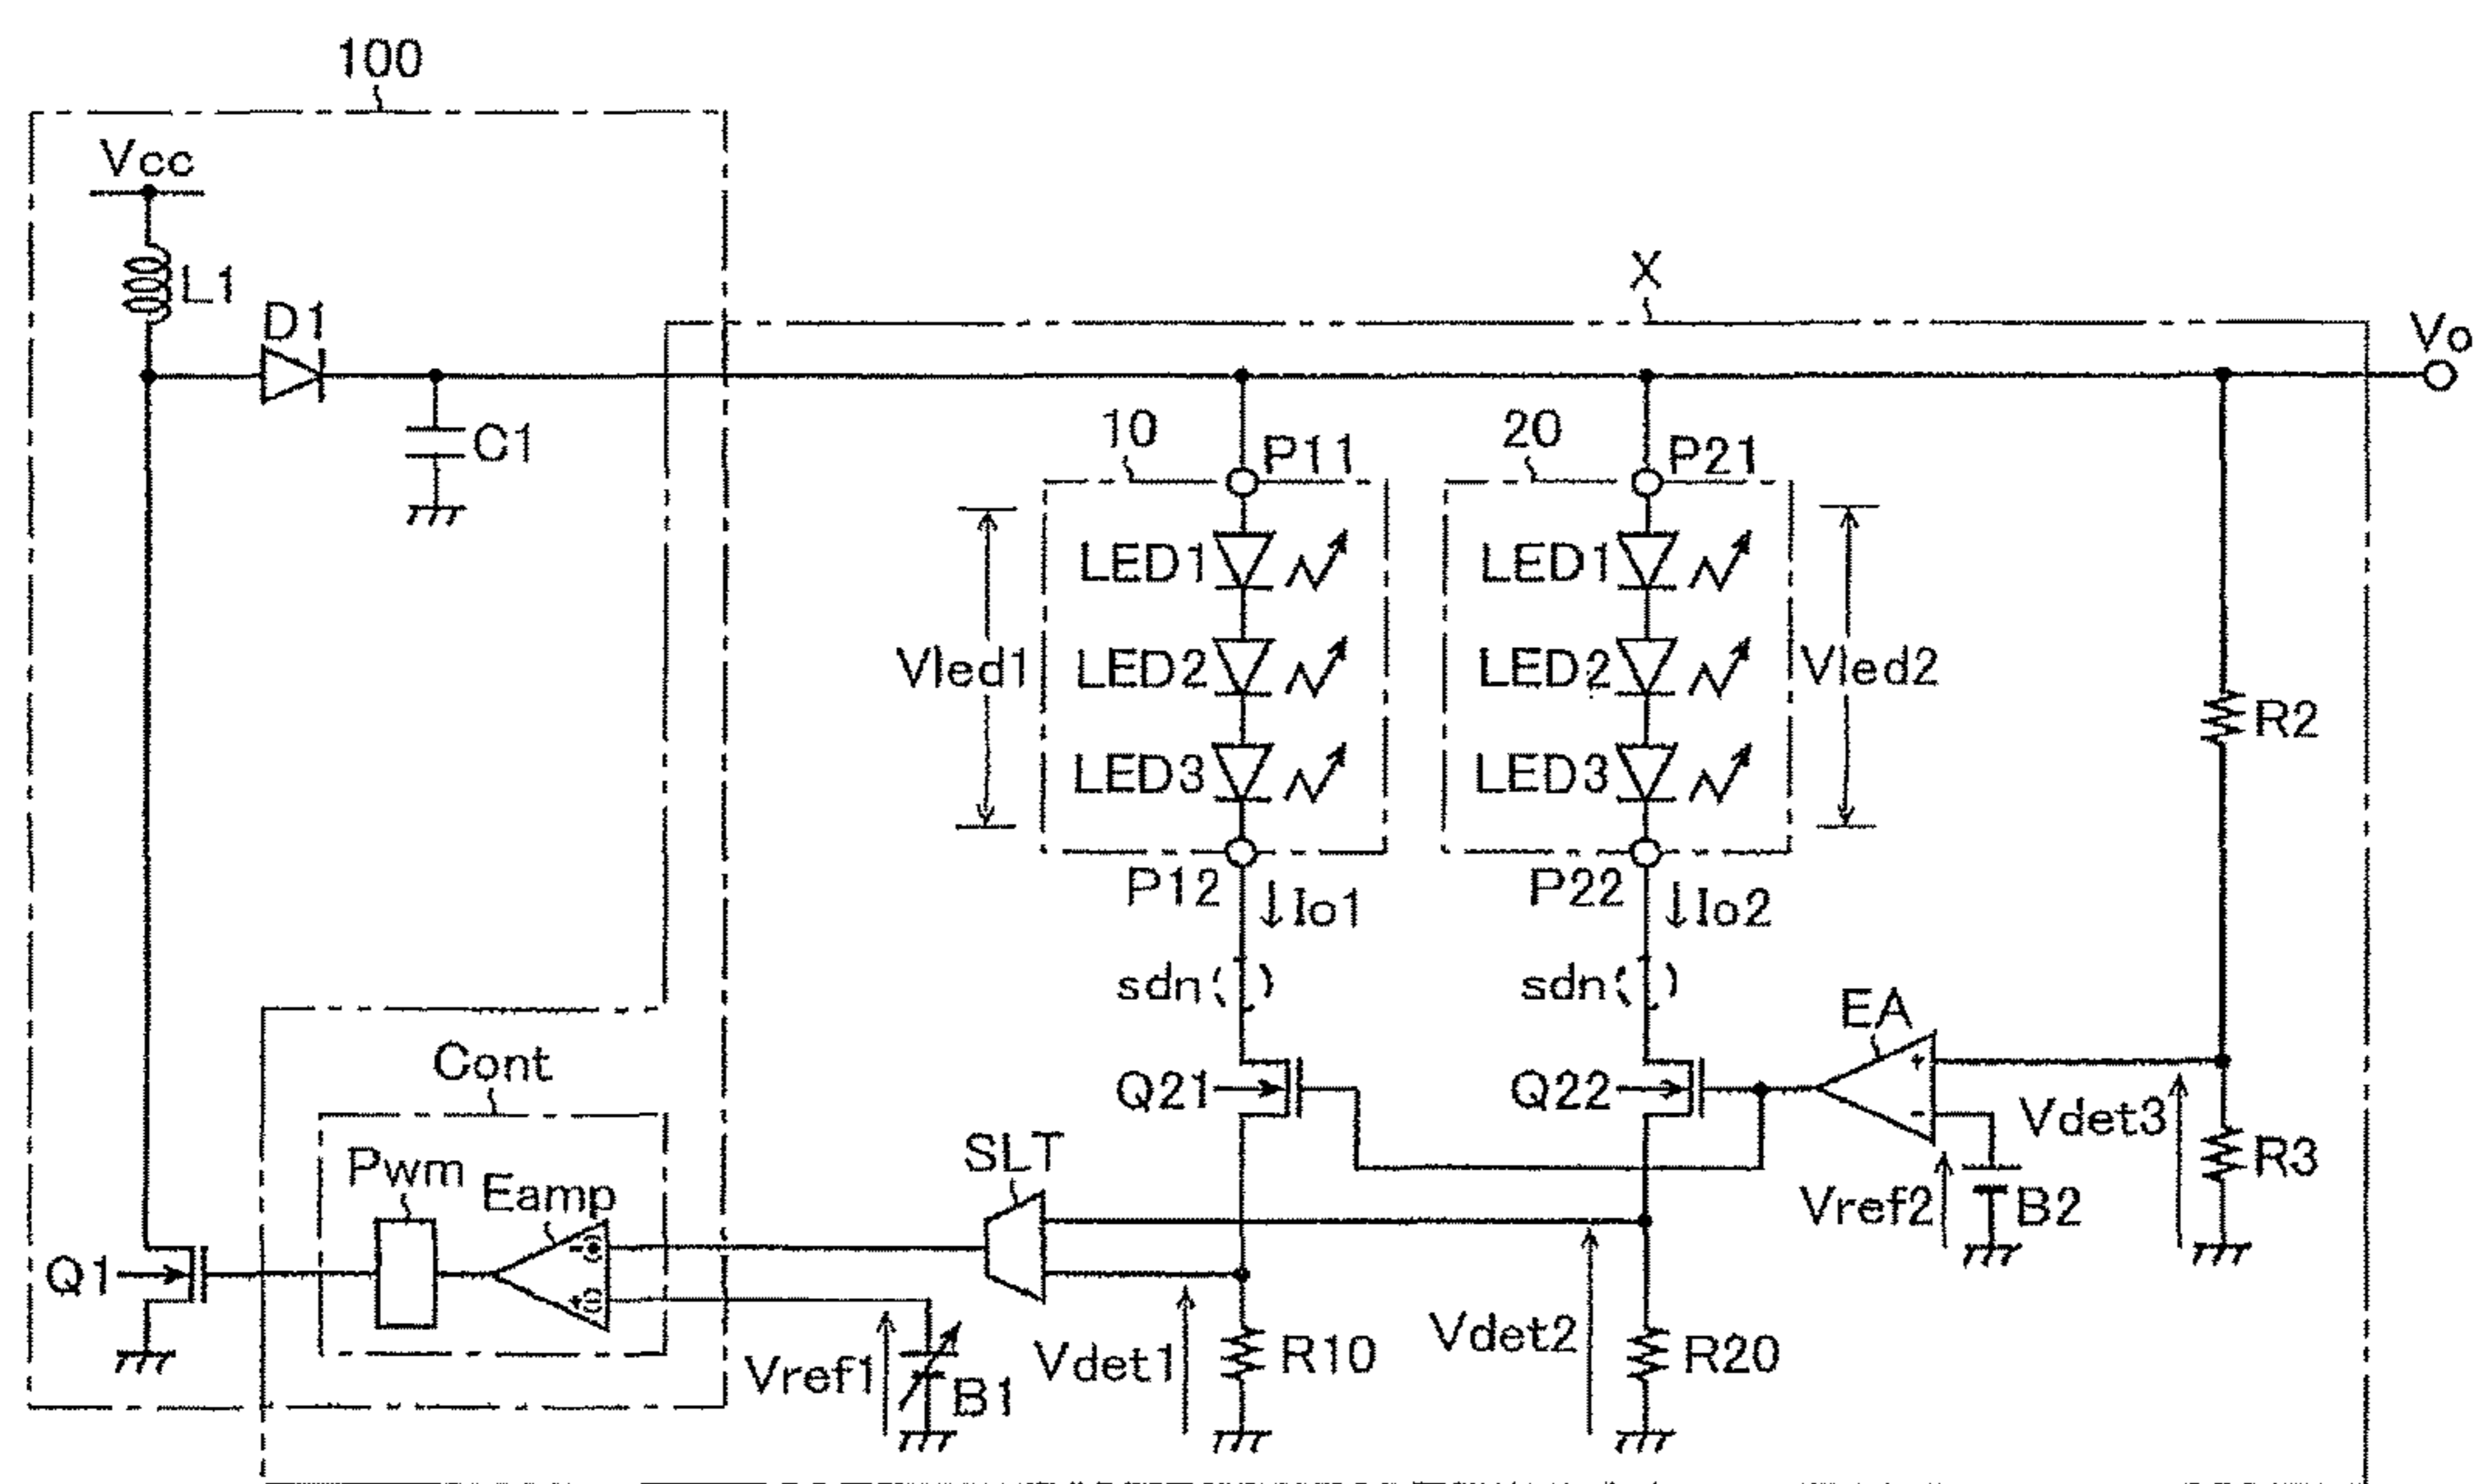 100
Vcc
L1
D1
X
Vo
C1
10
P11
20
P21
LED1
LED1
Vled1
LED2
LED2
Vled2
R2
LED3
LED3
P12
↓Io1
P22
↓Io2
sdn
sdn
EA
Cont
Q21
Q22
+
-
Vdet3
R3
SLT
Pwm
Eamp
Vref2
B2
Q1
-
+
Vref1
B1
Vdet1
R10
Vdet2
R20